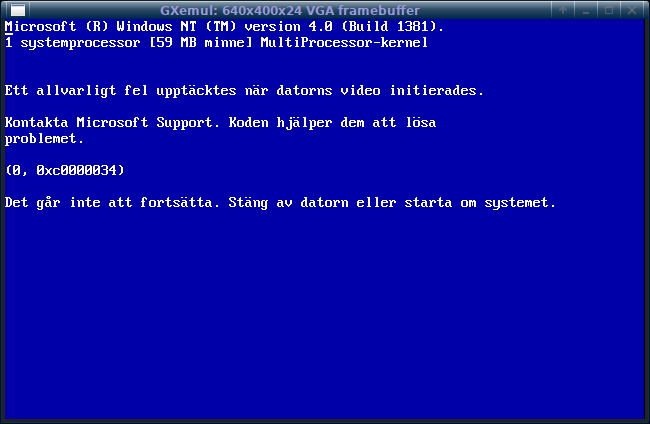 GXemul: 640x400x24 VGA framebuffer
Microsoft (R) Windows NT (TM) version 4.0 (Build 1381).
1 systemprocessor [59 MB minne] MultiProcessor-kernel
Ett allvarligt fel upptäcktes när datorns video initierades.
Kontakta Microsoft Support. Koden hjälper dem att lösa
problemet.
(0, 0xc0000034)
Det går inte att fortsätta. Stäng av datorn eller starta om systemet.